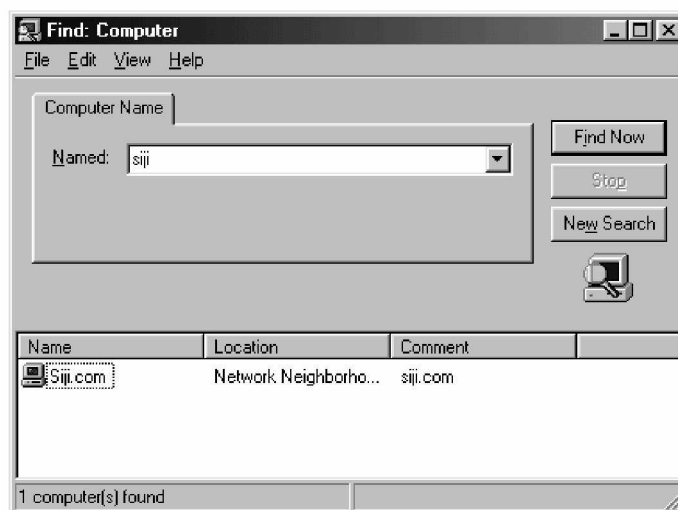 Find: Computer
File Edit View Help
Computer Name
Named: siji
Find Now
Stop
New Search
Name Location Comment
Siji.com Network Neighborho... siji.com
1 computer(s) found